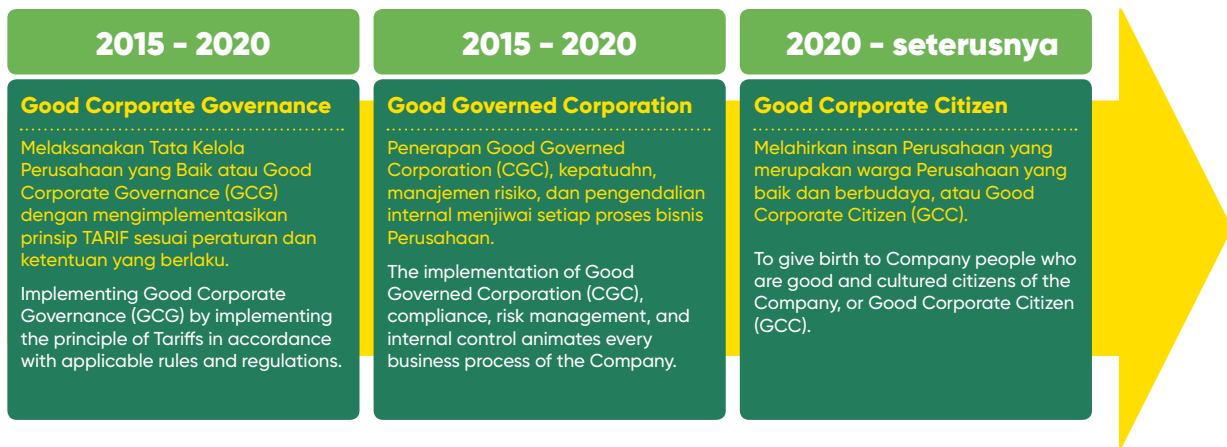 2015 - 2020
Good Corporate Governance
Melaksanakan Tata Kelola
Perusahaan yang Baik atau Good
Corporate Governance (GCG)
dengan mengimplementasikan
prinsip TARIF sesuai peraturan dan
ketentuan yang berlaku.
Implementing Good Corporate
Governance (GCG) by implementing
the principle of Tariffs in accordance
with applicable rules and regulations.
2015 - 2020
Good Governed Corporation
Penerapan Good Governed
Corporation (CGC), kepatuahn,
manajemen risiko, dan pengendalian
internal menjiwai setiap proses bisnis
Perusahaan.
The implementation of Good
Governed Corporation (CGC),
compliance, risk management, and
internal control animates every
business process of the Company.
2020 - seterusnya
Good Corporate Citizen
Melahirkan insan Perusahaan yang
merupakan warga Perusahaan yang
baik dan berbudaya, atau Good
Corporate Citizen (GCC).
To give birth to Company people who
are good and cultured citizens of the
Company, or Good Corporate Citizen
(GCC).